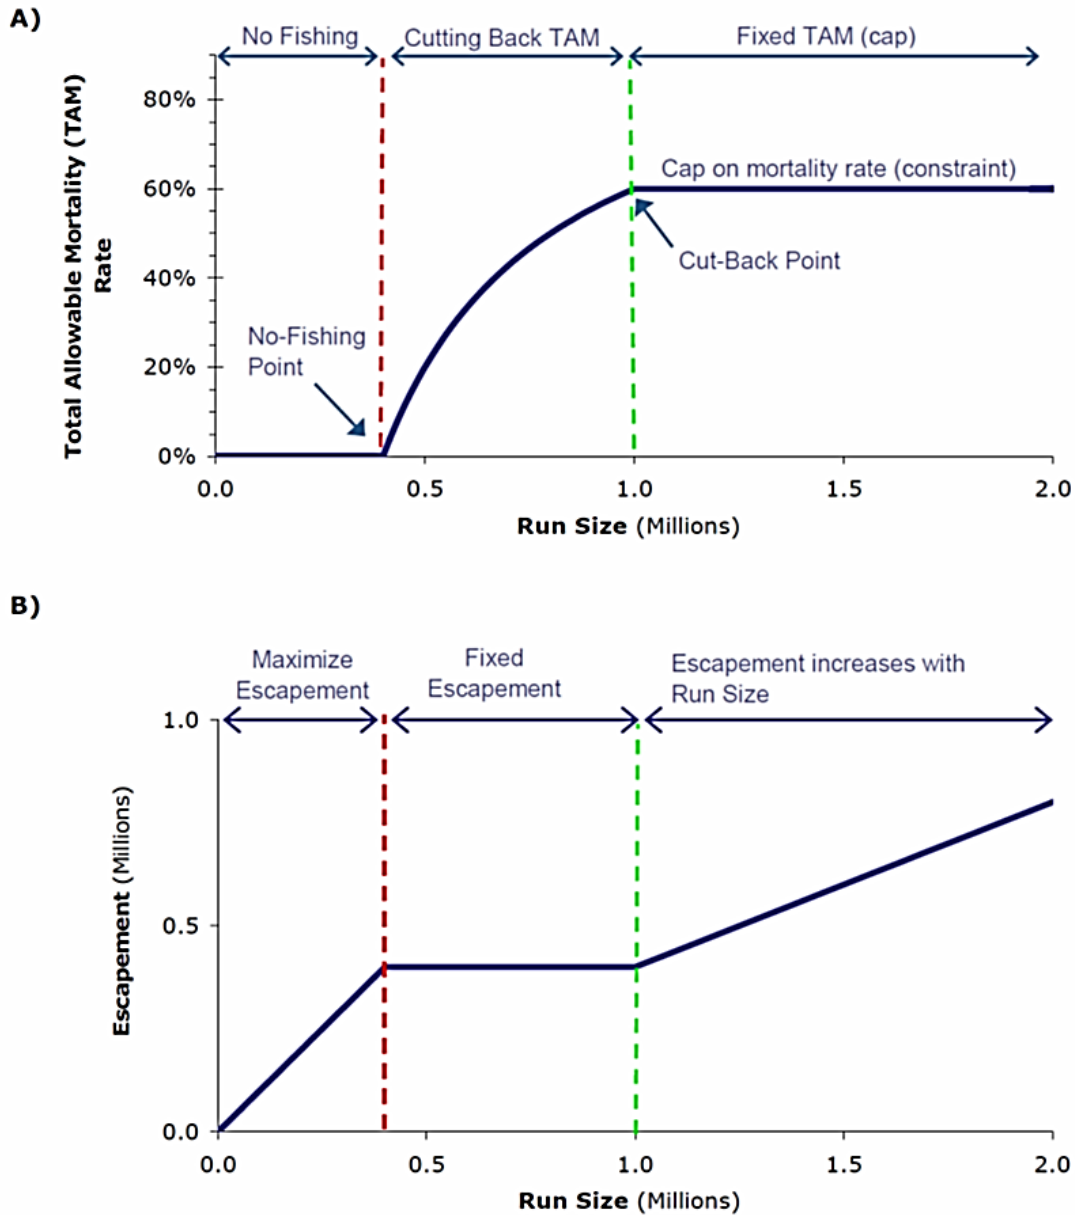 A)
No Fishing
Cutting Back TAM
Fixed TAM (cap)
Total Allowable Mortality (TAM)
Rate
80%
60%
40%
20%
0%
Cap on mortality rate (constraint)
Cut-Back Point
No-Fishing
Point
0.0
0.5
1.0
1.5
2.0
Run Size (Millions)
B)
Maximize
Escapement
Fixed
Escapement
Escapement increases with
Run Size
Escapement (Millions)
1.0
0.5
0.0
0.0
0.5
1.0
1.5
2.0
Run Size (Millions)